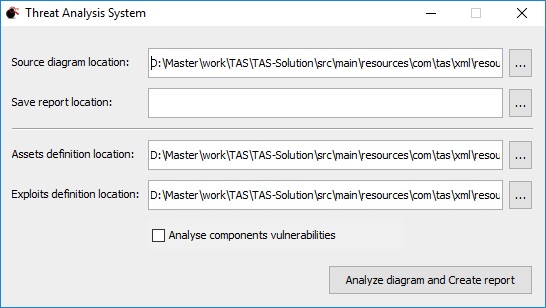 Threat Analysis System
Source diagram location: D:\Master\work\TAS\TAS-Solution\src\main\resources\com\tas\xml\resou ...
Save report location: ...
Assets definition location: D:\Master\work\TAS\TAS-Solution\src\main\resources\com\tas\xml\resou ...
Exploits definition location: D:\Master\work\TAS\TAS-Solution\src\main\resources\com\tas\xml\resou ...
Analyse components vulnerabilities
Analyze diagram and Create report